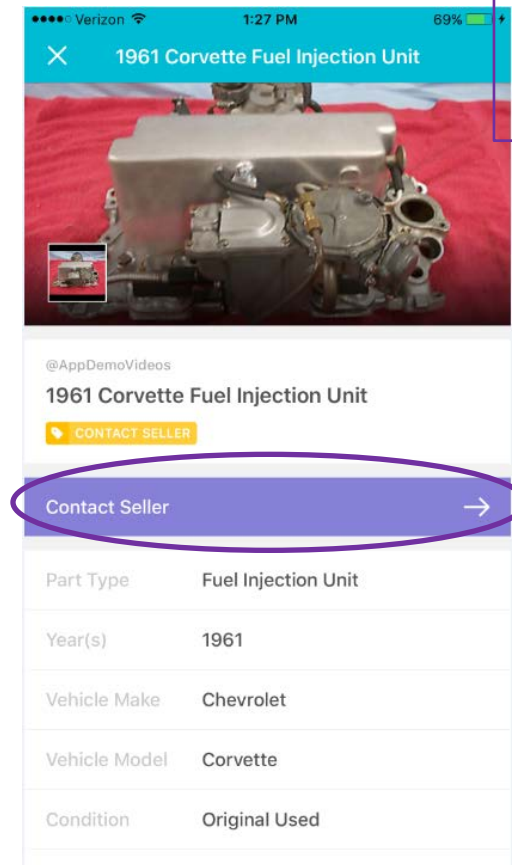 Verizon 1:27 PM 69%
1961 Corvette Fuel Injection Unit
@AppDemoVideos
1961 Corvette Fuel Injection Unit
CONTACT SELLER
Contact Seller
Part Type Fuel Injection Unit
Year(s) 1961
Vehicle Make Chevrolet
Vehicle Model Corvette
Condition Original Used